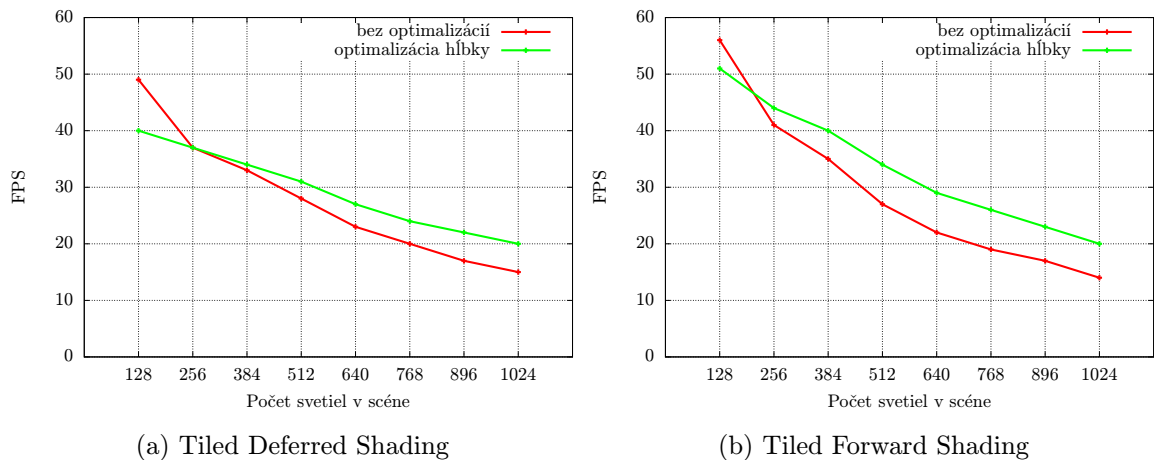 60
50
40
30
20
10
0
FPS
bez optimalizácií
optimalizácia hĺbky
128 256 384 512 640 768 896 1024
Počet svetiel v scéne
(a) Tiled Deferred Shading
60
50
40
30
20
10
0
FPS
bez optimalizácií
optimalizácia hĺbky
128 256 384 512 640 768 896 1024
Počet svetiel v scéne
(b) Tiled Forward Shading